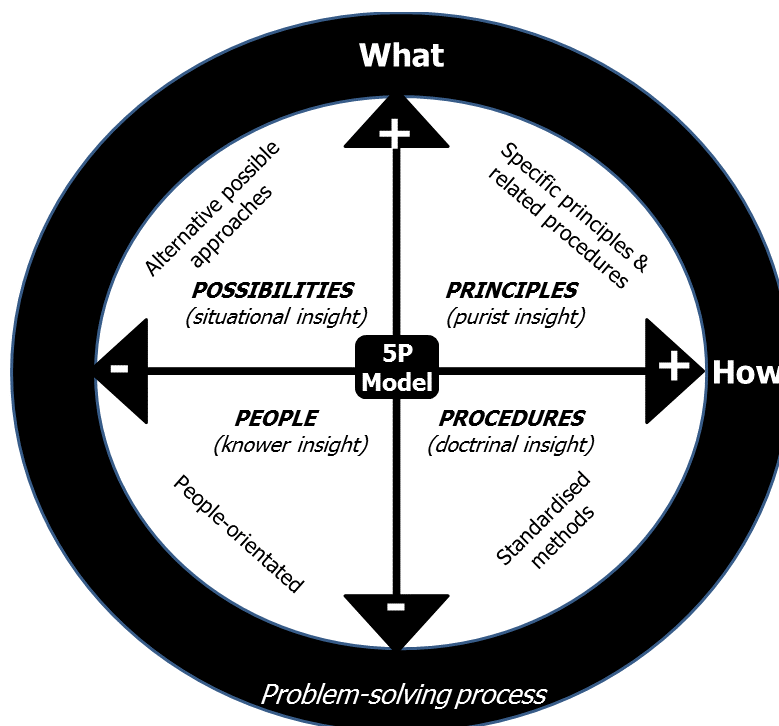 What
+
Alternative possible
approaches
Specific principles &
related procedures
POSSIBILITIES
(situational insight)
PRINCIPLES
(purist insight)
-
5P
Model
+
How
PEOPLE
(knower insight)
PROCEDURES
(doctrinal insight)
People-orientated
Standardised
methods
-
Problem-solving process